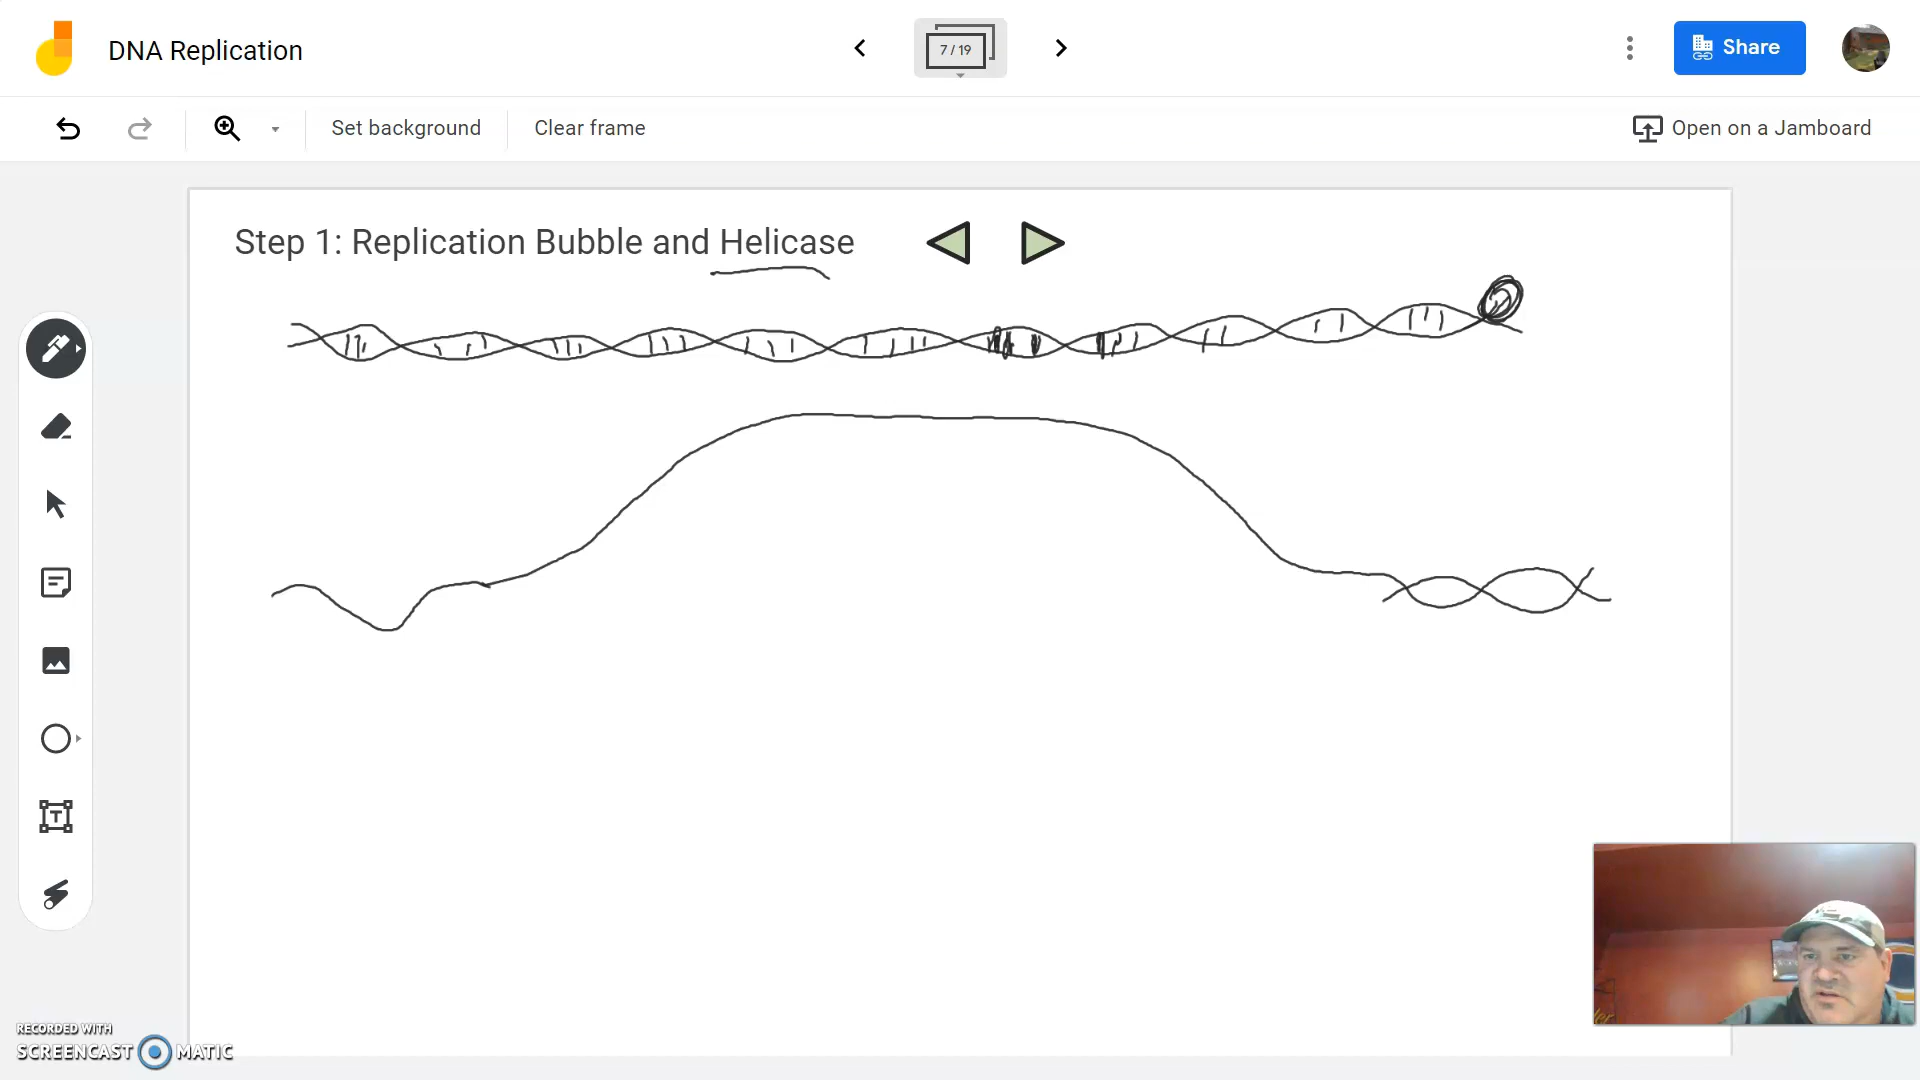 DNA Replication
7 / 19
Share
Set background
Clear frame
Open on a Jamboard
Step 1: Replication Bubble and Helicase
T
RECORDED WITH
SCREENCAST MATIC